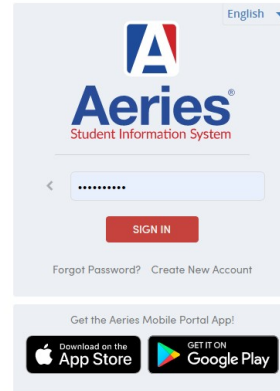 English
Aeries®
Student Information System
••••••••••
SIGN IN
Forgot Password? Create New Account
Get the Aeries Mobile Portal App!
Download on the
App Store
GET IT ON
Google Play